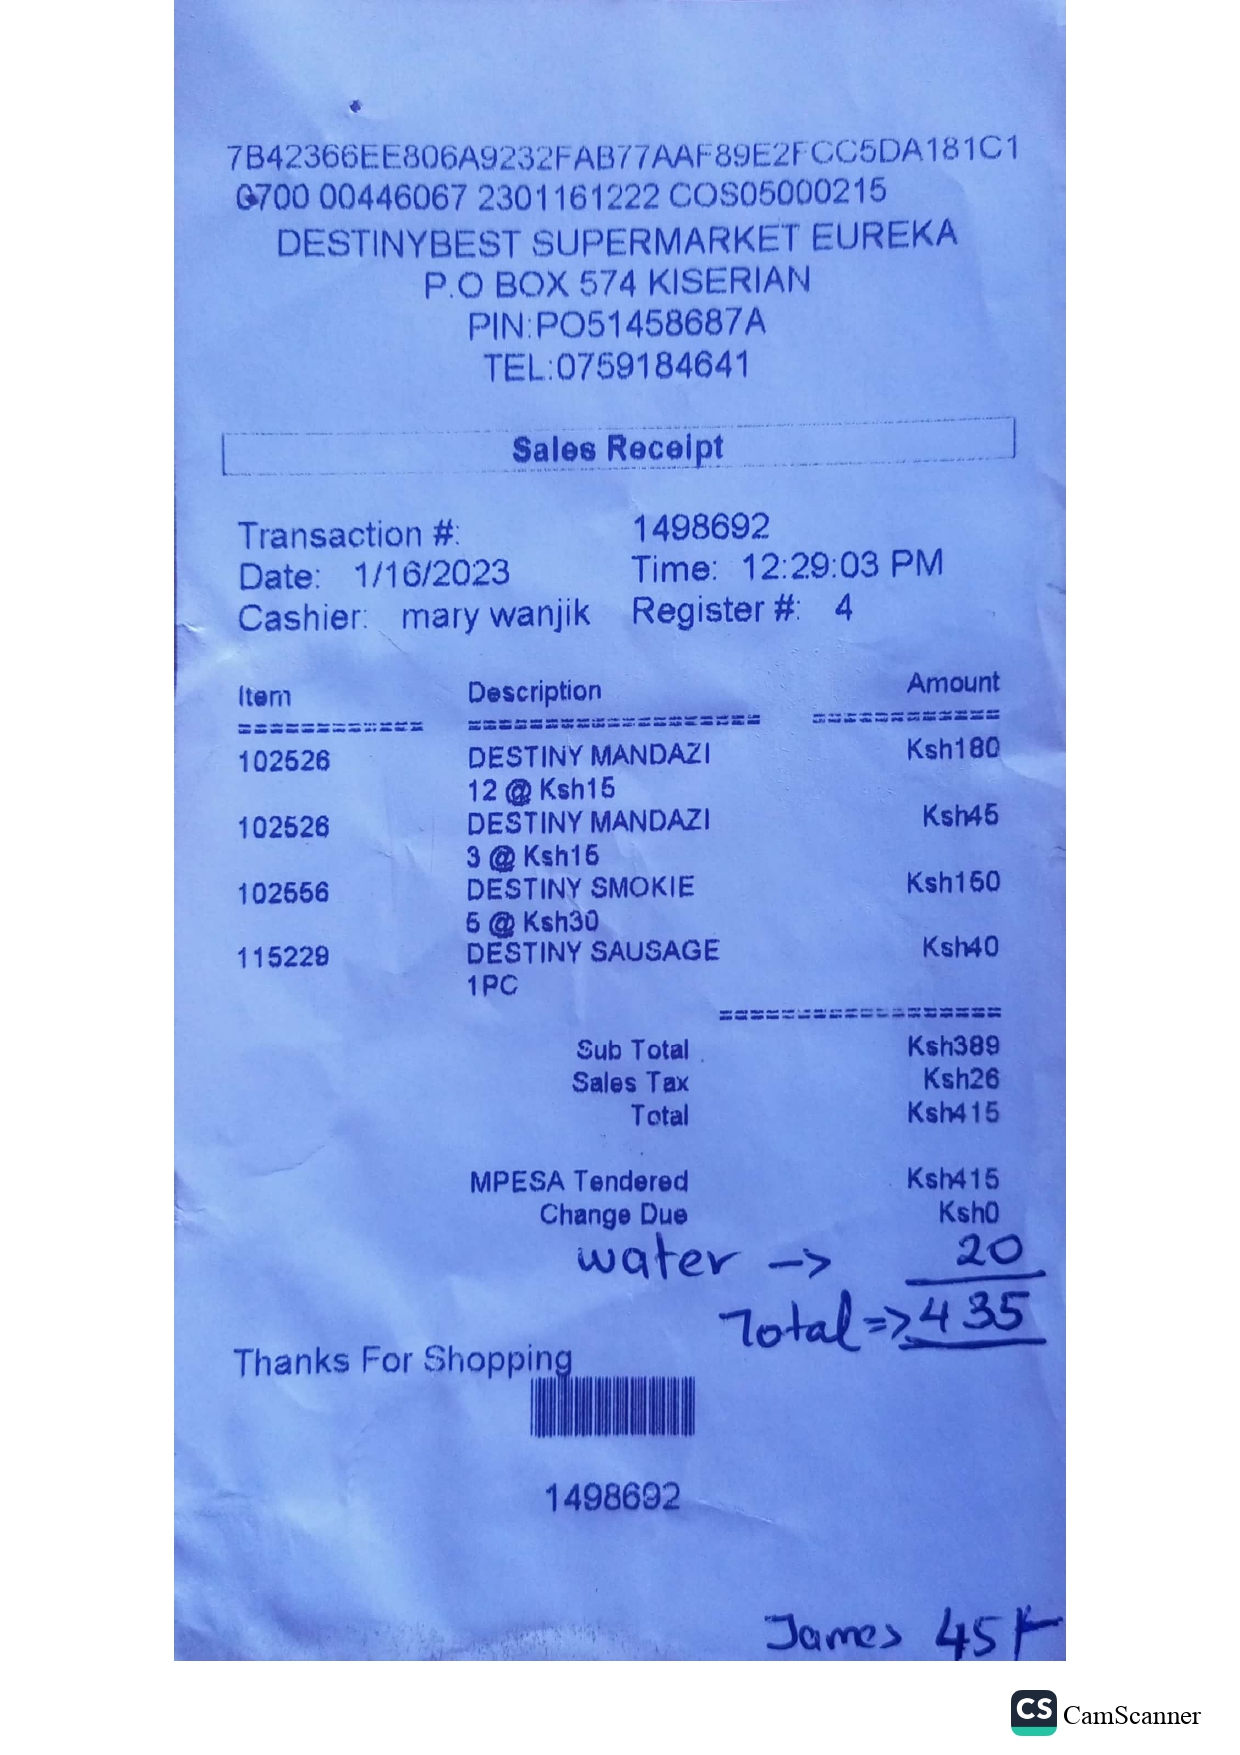 7B42366EE806A9232FAB77AAF89E2FCC5DA181C1
0700 00446067 2301161222 COS05000215
DESTINYBEST SUPERMARKET EUREKA
P.O BOX 574 KISERIAN
PIN:PO51458687A
TEL:0759184641
Sales Receipt
Transaction #: 1498692
Date: 1/16/2023 Time: 12:29:03 PM
Cashier: mary wanjik Register #: 4
Item Description Amount
102526 DESTINY MANDAZI Ksh180
12 @ Ksh15
102526 DESTINY MANDAZI Ksh45
3 @ Ksh15
102556 DESTINY SMOKIE Ksh150
5 @ Ksh30
115229 DESTINY SAUSAGE Ksh40
1PC
Sub Total Ksh389
Sales Tax Ksh26
Total Ksh415
MPESA Tendered Ksh415
Change Due Ksh0
water -> 20
Total => 435
Thanks For Shopping
1498692
James 45
CS CamScanner